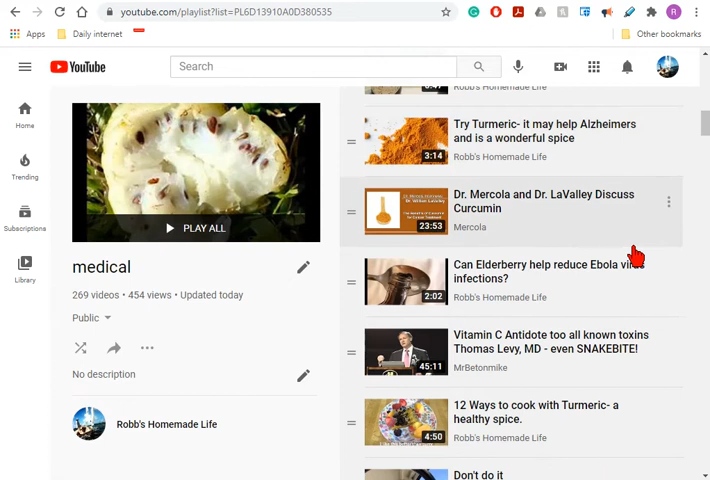 youtube.com/playlist?list=PL6D13910A0D380535
R
Apps
Daily internet
Other bookmarks
YouTube
Search
Home
Trending
Subscriptions
Library
PLAY ALL
medical
269 videos • 454 views • Updated today
Public
No description
Robb's Homemade Life
Robb's Homemade Life
Try Turmeric- it may help Alzheimers
and is a wonderful spice
Robb's Homemade Life
3:14
Dr. Mercola and Dr. LaValley Discuss
Curcumin
Mercola
23:53
Can Elderberry help reduce Ebola virus
infections?
Robb's Homemade Life
2:02
Vitamin C Antidote too all known toxins
Thomas Levy, MD - even SNAKEBITE!
MrBetonmike
45:11
12 Ways to cook with Turmeric- a
healthy spice.
Robb's Homemade Life
4:50
Don't do it